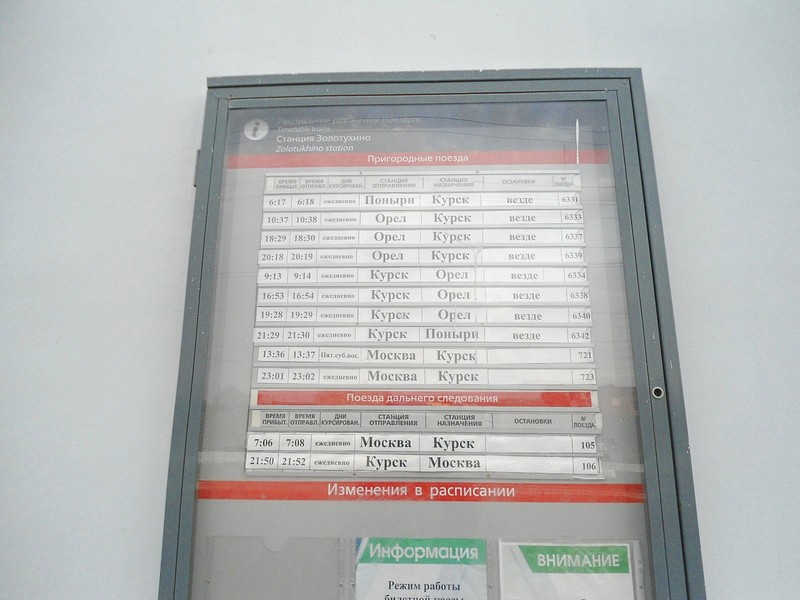 Расписание движения поездов
Timetable trains
Станция Золотухино
Zolotukhino station
Пригородные поезда
ВРЕМЯ ПРИБЫТ. ВРЕМЯ ОТПРАВЛ. ДНИ КУРСИРОВАН. СТАНЦИЯ ОТПРАВЛЕНИЯ СТАНЦИЯ НАЗНАЧЕНИЯ ОСТАНОВКИ № ПОЕЗДА
6:17 6:18 ежедневно Поныри Курск везде 6331
10:37 10:38 ежедневно Орел Курск везде 6333
18:29 18:30 ежедневно Орел Курск везде 6337
20:18 20:19 ежедневно Орел Курск везде 6339
9:13 9:14 ежедневно Курск Орел везде 6334
16:53 16:54 ежедневно Курск Орел везде 6338
19:28 19:29 ежедневно Курск Орел везде 6340
21:29 21:30 ежедневно Курск Поныри везде 6342
13:36 13:37 Пят.суб.вос. Москва Курск 721
23:01 23:02 ежедневно Москва Курск 723
Поезда дальнего следования
ВРЕМЯ ПРИБЫТ. ВРЕМЯ ОТПРАВЛ. ДНИ КУРСИРОВАН. СТАНЦИЯ ОТПРАВЛЕНИЯ СТАНЦИЯ НАЗНАЧЕНИЯ ОСТАНОВКИ № ПОЕЗДА
7:06 7:08 ежедневно Москва Курск 105
21:50 21:52 ежедневно Курск Москва 106
Изменения в расписании
Информация
Режим работы
билетной кассы
ВНИМАНИЕ